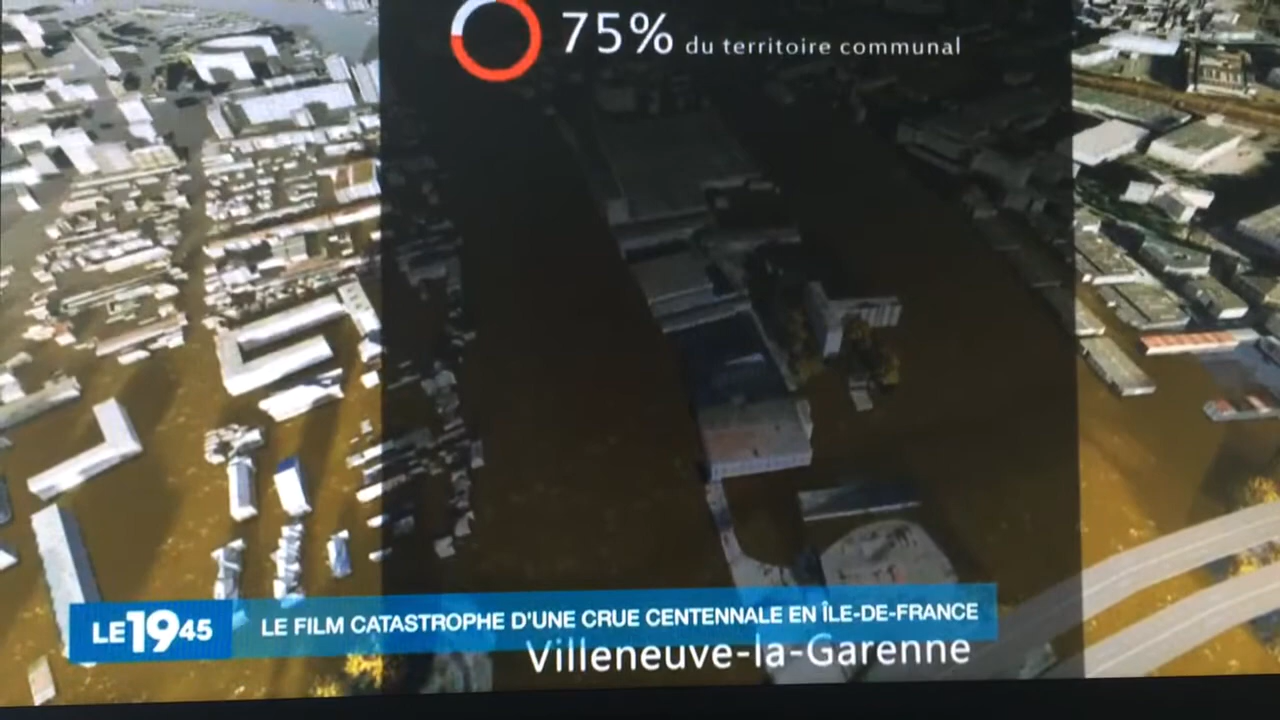 75% du territoire communal
LE 19 45
LE FILM CATASTROPHE D'UNE CRUE CENTENNALE EN ÎLE-DE-FRANCE
Villeneuve-la-Garenne